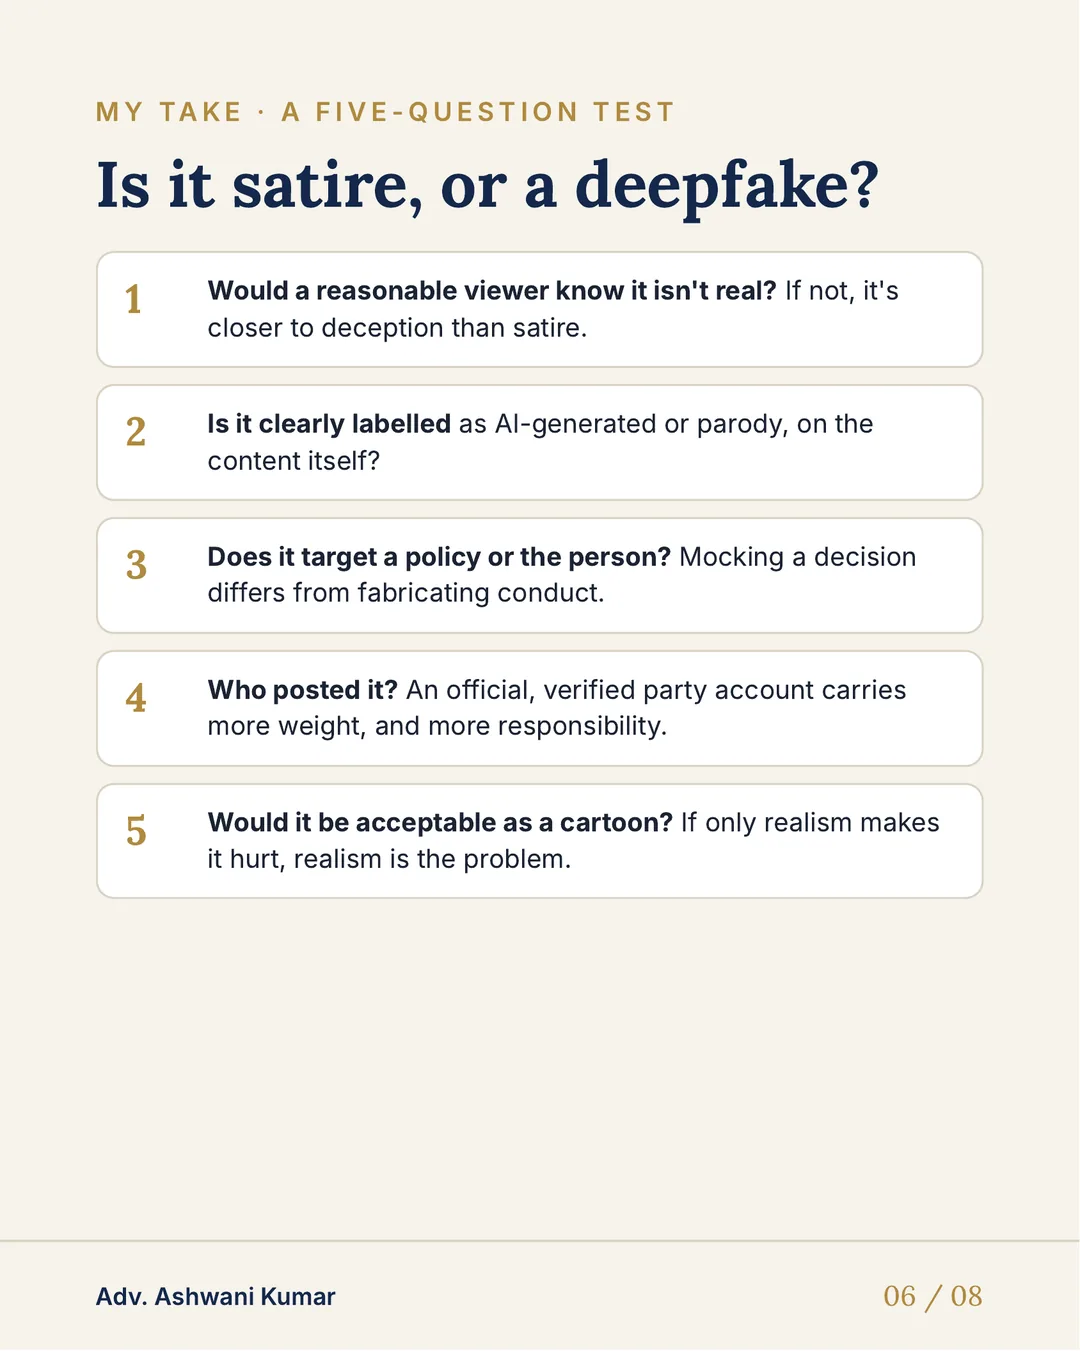 MY TAKE · A FIVE-QUESTION TEST
Is it satire, or a deepfake?
1
Would a reasonable viewer know it isn't real? If not, it's
closer to deception than satire.
2
Is it clearly labelled as AI-generated or parody, on the
content itself?
3
Does it target a policy or the person? Mocking a decision
differs from fabricating conduct.
4
Who posted it? An official, verified party account carries
more weight, and more responsibility.
5
Would it be acceptable as a cartoon? If only realism makes
it hurt, realism is the problem.
Adv. Ashwani Kumar
06 / 08